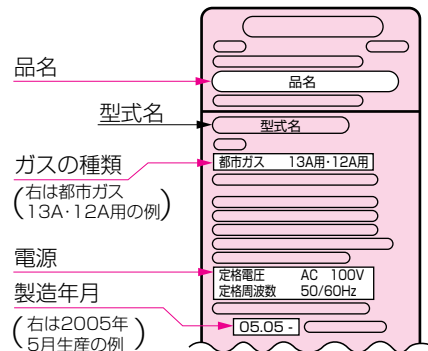 品名
品名
型式名
型式名
ガスの種類
都市ガス 13A用・12A用
(右は都市ガス
13A・12A用の例)
電源
定格電圧 AC 100V
定格周波数 50/60Hz
製造年月
05.05 -
(右は2005年
5月生産の例)